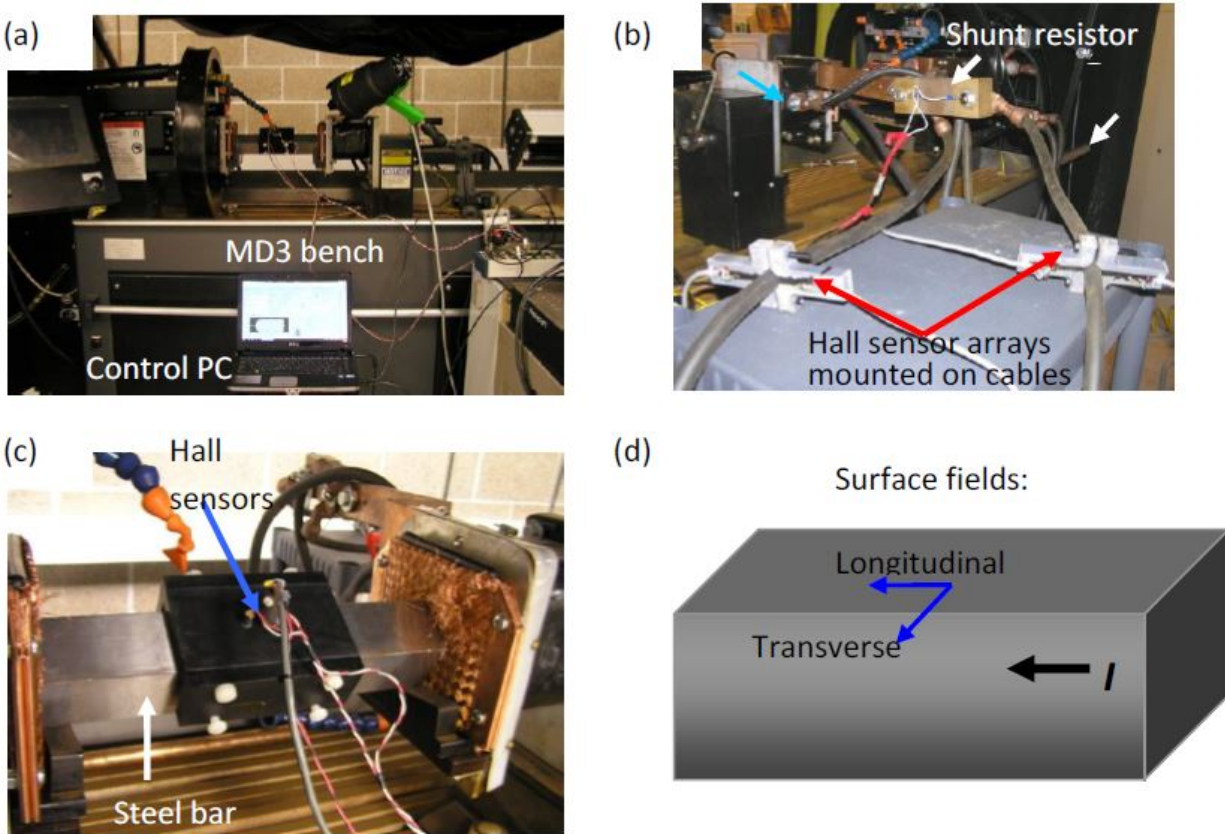 (a)
MD3 bench
Control PC
(b)
Shunt resistor
Hall sensor arrays
mounted on cables
(c)
Hall
sensors
Steel bar
(d)
Surface fields:
Longitudinal
Transverse
I